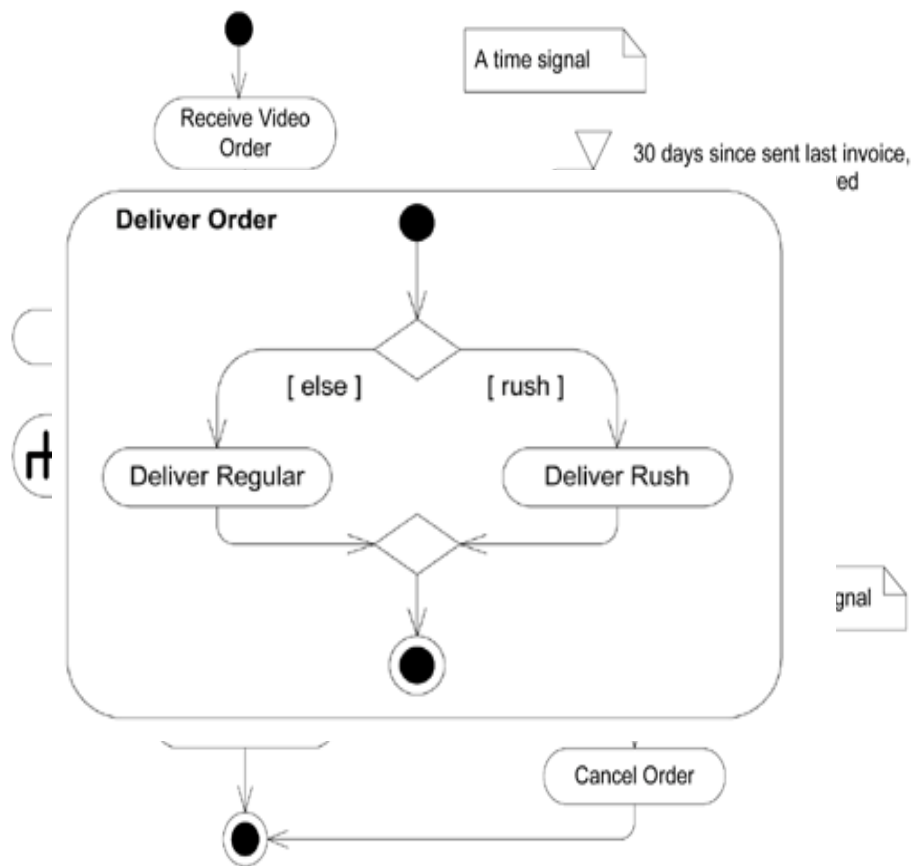 A time signal
Receive Video
Order
30 days since sent last invoice,
ed
Deliver Order
[ else ]
[ rush ]
Deliver Regular
Deliver Rush
gnal
Cancel Order